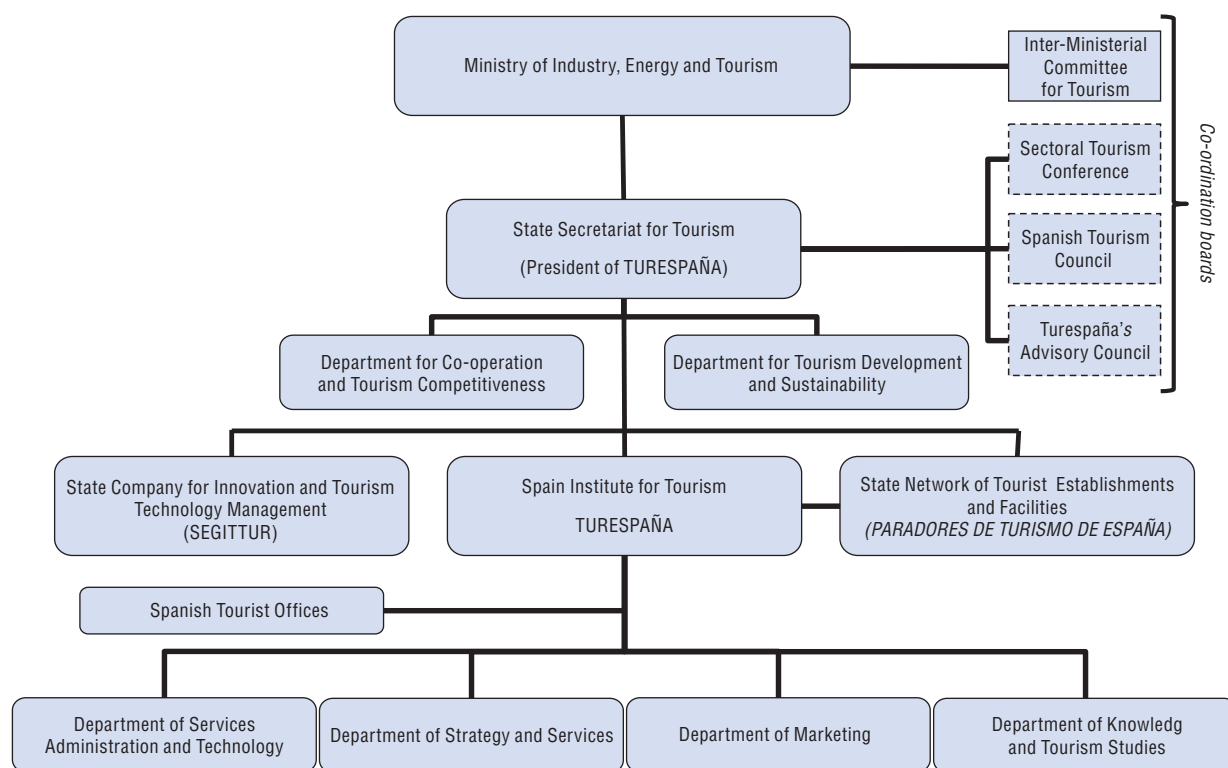 Ministry of Industry, Energy and Tourism
Inter-Ministerial
Committee
for Tourism
Sectoral Tourism
Conference
Spanish Tourism
Council
Turespaña's
Advisory Council
Co-ordination boards
State Secretariat for Tourism
(President of TURESPAÑA)
Department for Co-operation
and Tourism Competitiveness
Department for Tourism Development
and Sustainability
State Company for Innovation and Tourism
Technology Management
(SEGITTUR)
Spain Institute for Tourism
TURESPAÑA
State Network of Tourist Establishments
and Facilities
(PARADORES DE TURISMO DE ESPAÑA)
Spanish Tourist Offices
Department of Services
Administration and Technology
Department of Strategy and Services
Department of Marketing
Department of Knowledg
and Tourism Studies